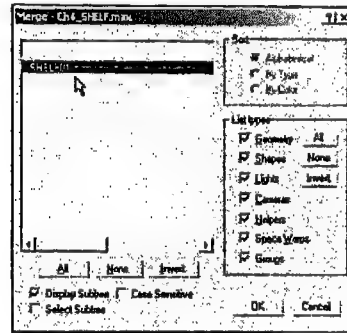 Merge - Ch4_SHELF.max
Sort
Alphabetical
By Type
By Color
List types
Geometry All
Shapes None
Lights Invert
Cameras
Helpers
Space Warps
Groups
All None Invert
Display Subtree Case Sensitive
Select Subtree
OK Cancel